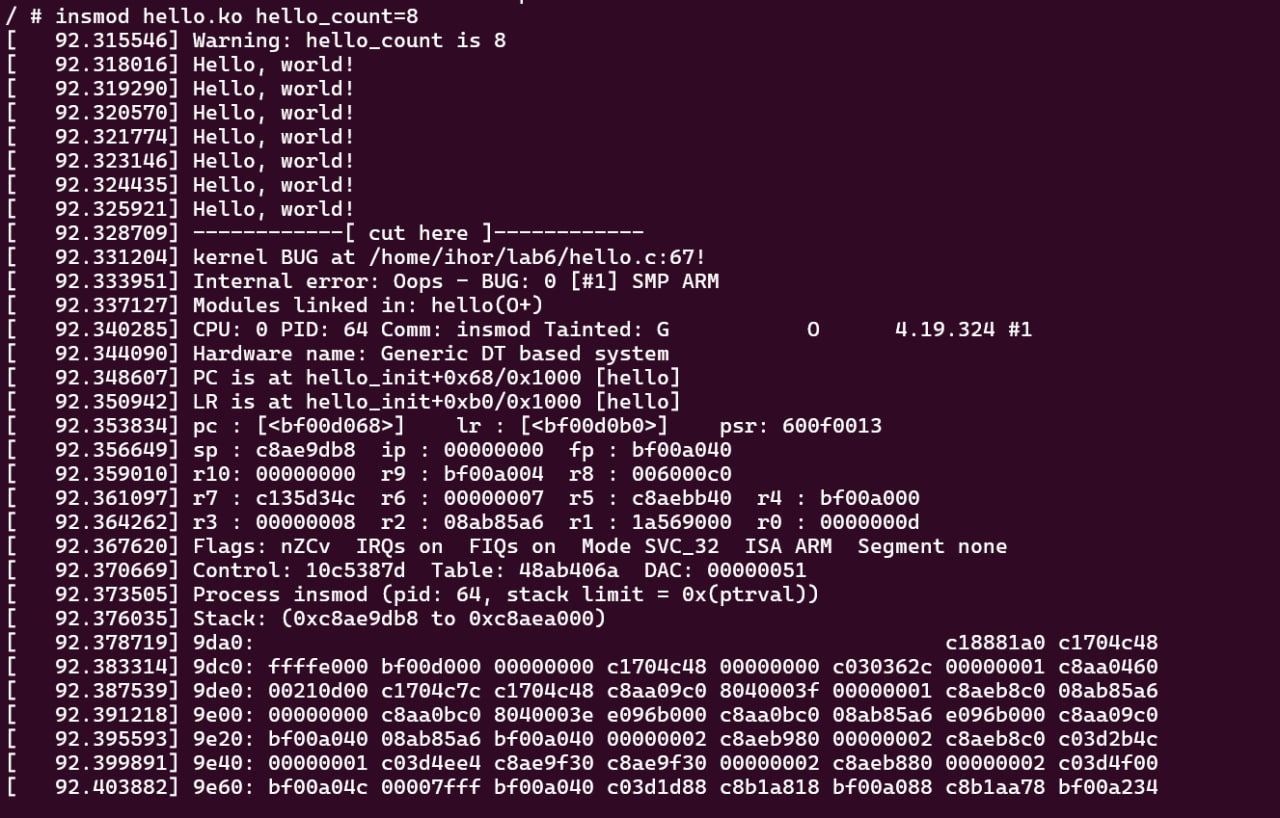 / # insmod hello.ko hello_count=8
[   92.315546] Warning: hello_count is 8
[   92.318016] Hello, world!
[   92.319290] Hello, world!
[   92.320570] Hello, world!
[   92.321774] Hello, world!
[   92.323146] Hello, world!
[   92.324435] Hello, world!
[   92.325921] Hello, world!
[   92.328709] ------------[ cut here ]------------
[   92.331204] kernel BUG at /home/ihor/lab6/hello.c:67!
[   92.333951] Internal error: Oops - BUG: 0 [#1] SMP ARM
[   92.337127] Modules linked in: hello(O+)
[   92.340285] CPU: 0 PID: 64 Comm: insmod Tainted: G           O      4.19.324 #1
[   92.344090] Hardware name: Generic DT based system
[   92.348607] PC is at hello_init+0x68/0x1000 [hello]
[   92.350942] LR is at hello_init+0xb0/0x1000 [hello]
[   92.353834] pc : [<bf00d068>]    lr : [<bf00d0b0>]    psr: 600f0013
[   92.356649] sp : c8ae9db8  ip : 00000000  fp : bf00a040
[   92.359010] r10: 00000000  r9 : bf00a004  r8 : 006000c0
[   92.361097] r7 : c135d34c  r6 : 00000007  r5 : c8aebb40  r4 : bf00a000
[   92.364262] r3 : 00000008  r2 : 08ab85a6  r1 : 1a569000  r0 : 0000000d
[   92.367620] Flags: nZCv  IRQs on  FIQs on  Mode SVC_32  ISA ARM  Segment none
[   92.370669] Control: 10c5387d  Table: 48ab406a  DAC: 00000051
[   92.373505] Process insmod (pid: 64, stack limit = 0x(ptrval))
[   92.376035] Stack: (0xc8ae9db8 to 0xc8aea000)
[   92.378719] 9da0:                                                       c18881a0 c1704c48
[   92.383314] 9dc0: ffffe000 bf00d000 00000000 c1704c48 00000000 c030362c 00000001 c8aa0460
[   92.387539] 9de0: 00210d00 c1704c7c c1704c48 c8aa09c0 8040003f 00000001 c8aeb8c0 08ab85a6
[   92.391218] 9e00: 00000000 c8aa0bc0 8040003e e096b000 c8aa0bc0 08ab85a6 e096b000 c8aa09c0
[   92.395593] 9e20: bf00a040 08ab85a6 bf00a040 00000002 c8aeb980 00000002 c8aeb8c0 c03d2b4c
[   92.399891] 9e40: 00000001 c03d4ee4 c8ae9f30 c8ae9f30 00000002 c8aeb880 00000002 c03d4f00
[   92.403882] 9e60: bf00a04c 00007fff bf00a040 c03d1d88 c8b1a818 bf00a088 c8b1aa78 bf00a234